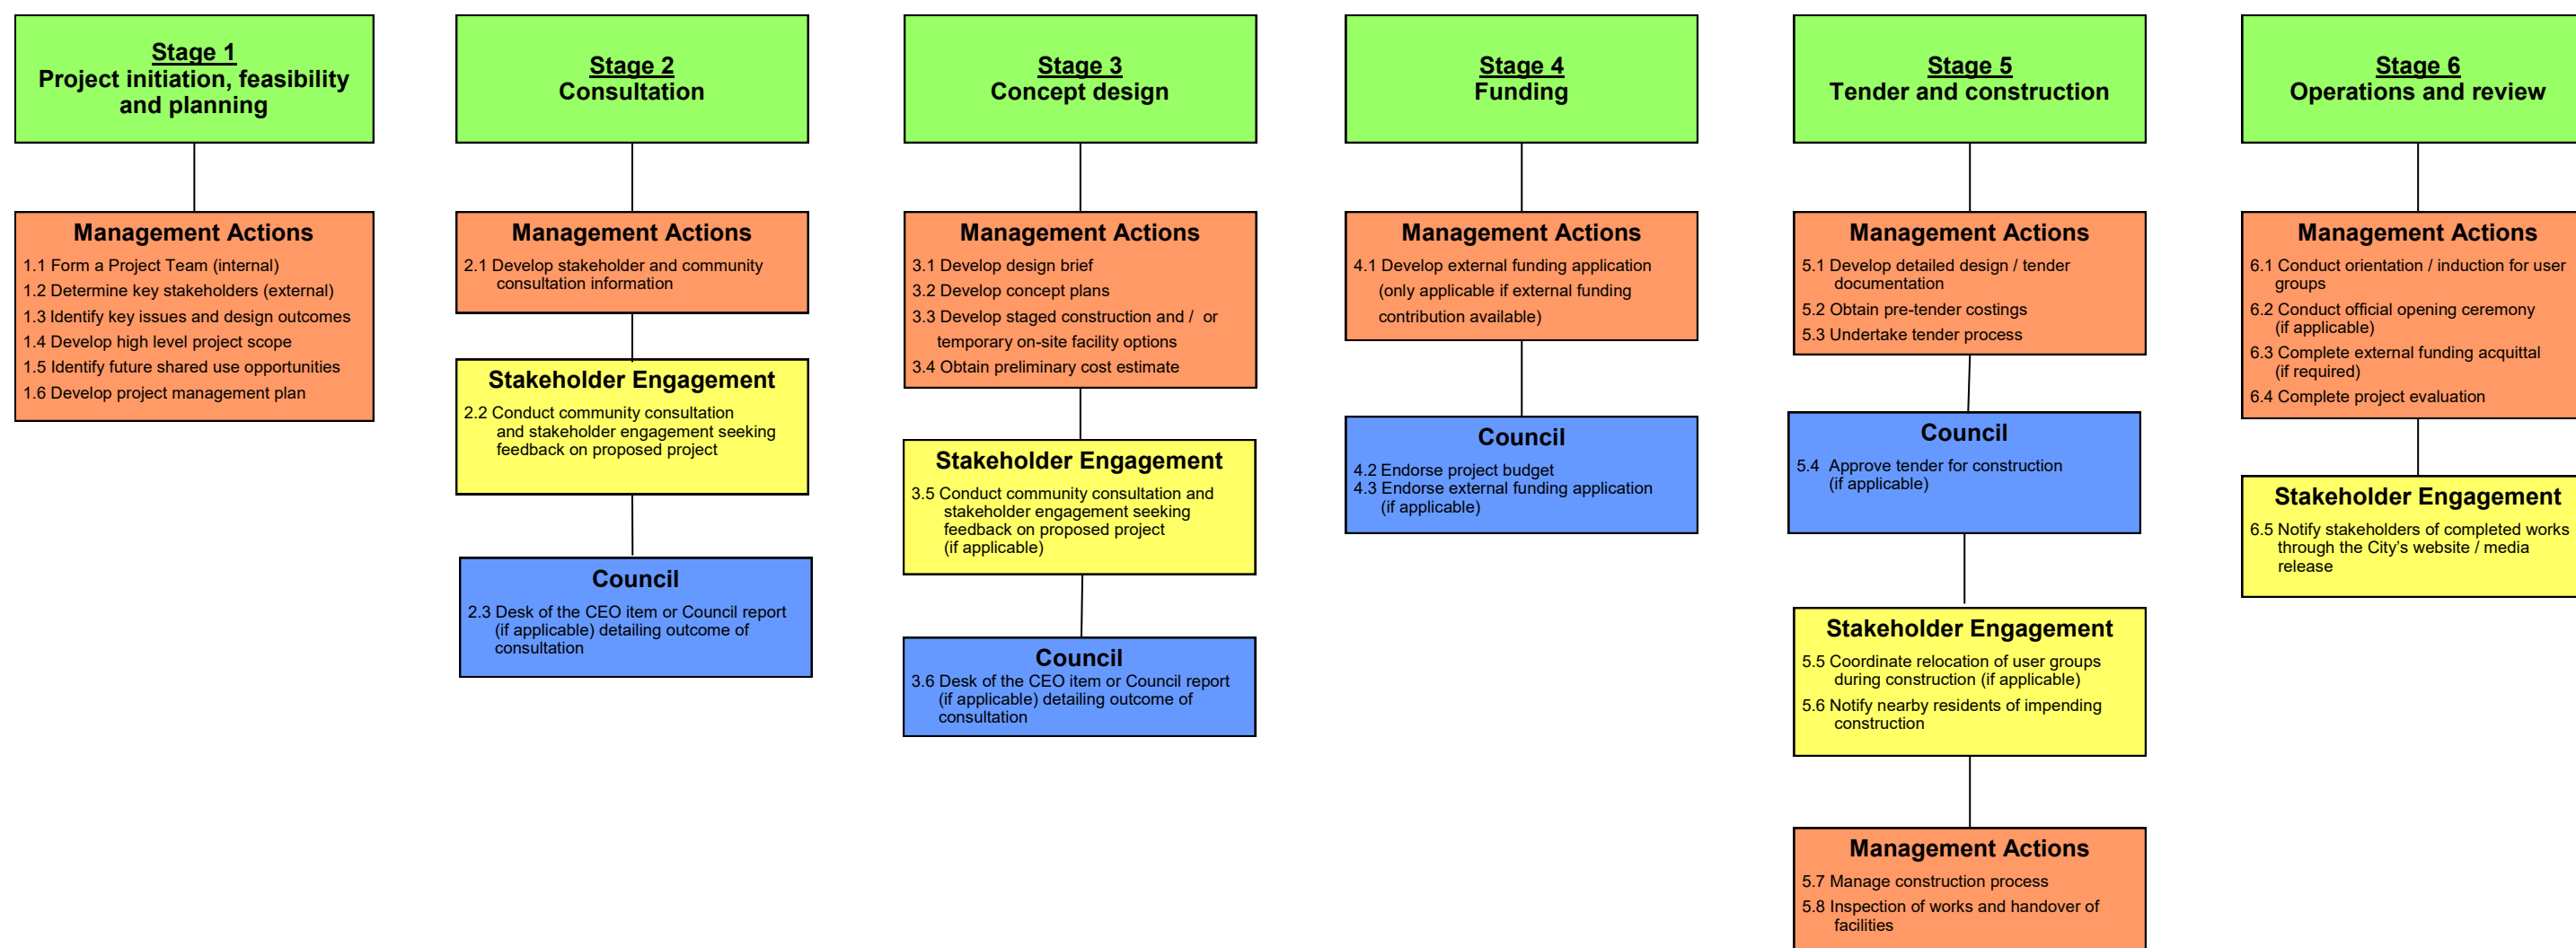 Stage 1
Project initiation, feasibility
and planning
Management Actions
1.1 Form a Project Team (internal)
1.2 Determine key stakeholders (external)
1.3 Identify key issues and design outcomes
1.4 Develop high level project scope
1.5 Identify future shared use opportunities
1.6 Develop project management plan
Stage 2
Consultation
Management Actions
2.1 Develop stakeholder and community
consultation information
Stakeholder Engagement
2.2 Conduct community consultation
and stakeholder engagement seeking
feedback on proposed project
Council
2.3 Desk of the CEO item or Council report
(if applicable) detailing outcome of
consultation
Stage 3
Concept design
Management Actions
3.1 Develop design brief
3.2 Develop concept plans
3.3 Develop staged construction and / or
temporary on-site facility options
3.4 Obtain preliminary cost estimate
Stakeholder Engagement
3.5 Conduct community consultation and
stakeholder engagement seeking
feedback on proposed project
(if applicable)
Council
3.6 Desk of the CEO item or Council report
(if applicable) detailing outcome of
consultation
Stage 4
Funding
Management Actions
4.1 Develop external funding application
(only applicable if external funding
contribution available)
Council
4.2 Endorse project budget
4.3 Endorse external funding application
(if applicable)
Stage 5
Tender and construction
Management Actions
5.1 Develop detailed design / tender
documentation
5.2 Obtain pre-tender costings
5.3 Undertake tender process
Council
5.4 Approve tender for construction
(if applicable)
Stakeholder Engagement
5.5 Coordinate relocation of user groups
during construction (if applicable)
5.6 Notify nearby residents of impending
construction
Management Actions
5.7 Manage construction process
5.8 Inspection of works and handover of
facilities
Stage 6
Operations and review
Management Actions
6.1 Conduct orientation / induction for user
groups
6.2 Conduct official opening ceremony
(if applicable)
6.3 Complete external funding acquittal
(if required)
6.4 Complete project evaluation
Stakeholder Engagement
6.5 Notify stakeholders of completed works
through the City's website / media
release